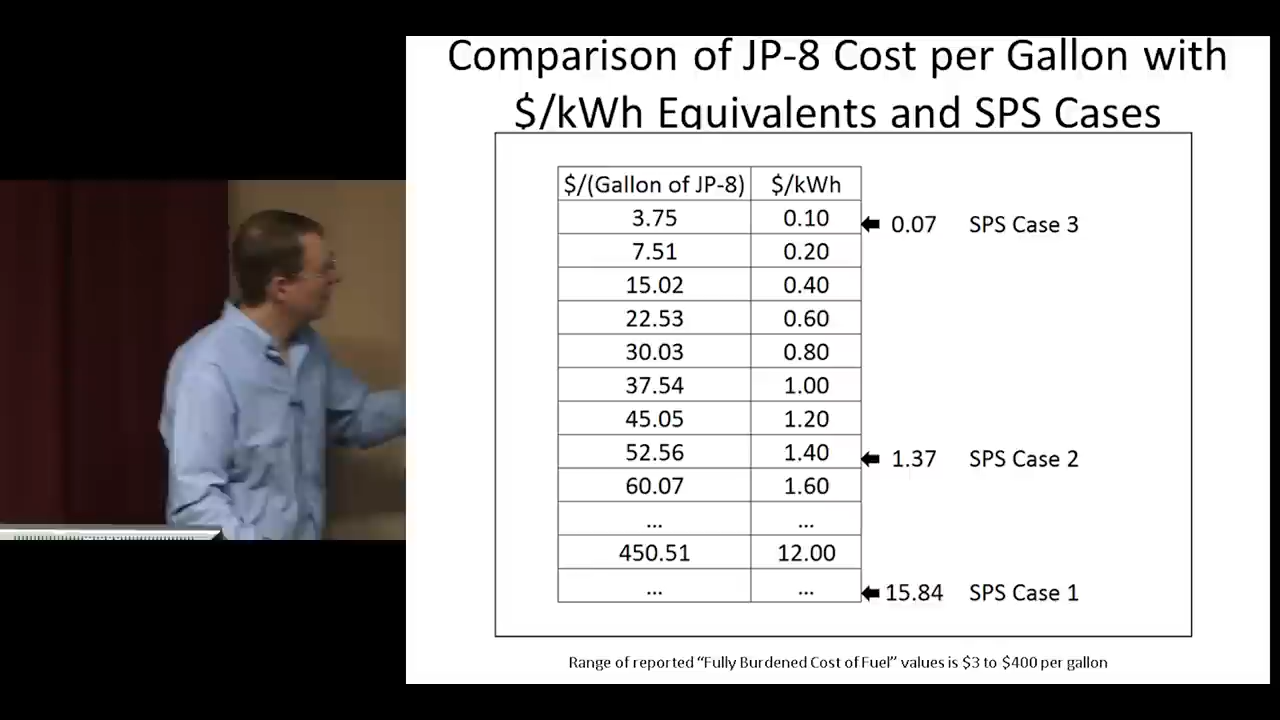 Comparison of JP-8 Cost per Gallon with
$/kWh Equivalents and SPS Cases
$/(Gallon of JP-8) $/kWh
3.75 0.10 0.07 SPS Case 3
7.51 0.20
15.02 0.40
22.53 0.60
30.03 0.80
37.54 1.00
45.05 1.20
52.56 1.40 1.37 SPS Case 2
60.07 1.60
... ...
450.51 12.00
... ... 15.84 SPS Case 1
Range of reported “Fully Burdened Cost of Fuel” values is $3 to $400 per gallon